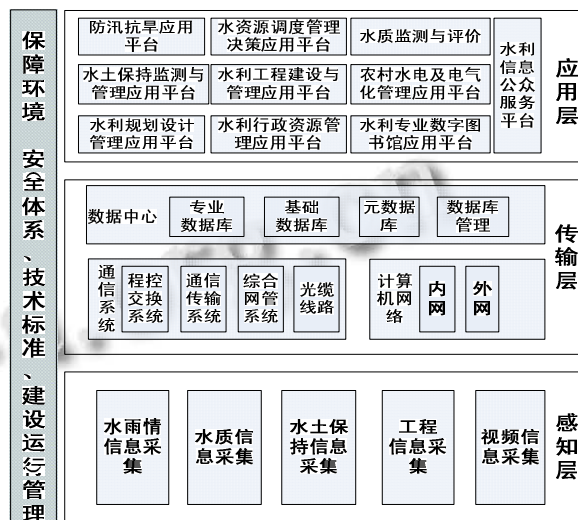 保
障
环
境
安
全
体
系
、
技
术
标
准
、
建
设
运
行
管
理
防汛抗旱应用
平台
水资源调度管理
决策应用平台
水质监测与评价
水土保持监测与
管理应用平台
水利工程建设与
管理应用平台
农村水电及电气
化管理应用平台
水利规划设计
管理应用平台
水利行政资源管
理应用平台
水利专业数字图
书馆应用平台
水利
信息
公众
服务
平台
应
用
层
数据中心
专业
数据库
基础
数据库
元数据
库
数据库
管理
通
信
系
统
程控
交换
系统
通信
传输
系统
综合
网管
系统
光缆
线路
计算
机网
络
内
网
外
网
传
输
层
水雨情
信息采
集
水质信
息采集
水土保
持信息
采集
工程
信息采
集
视频信
息采集
感
知
层